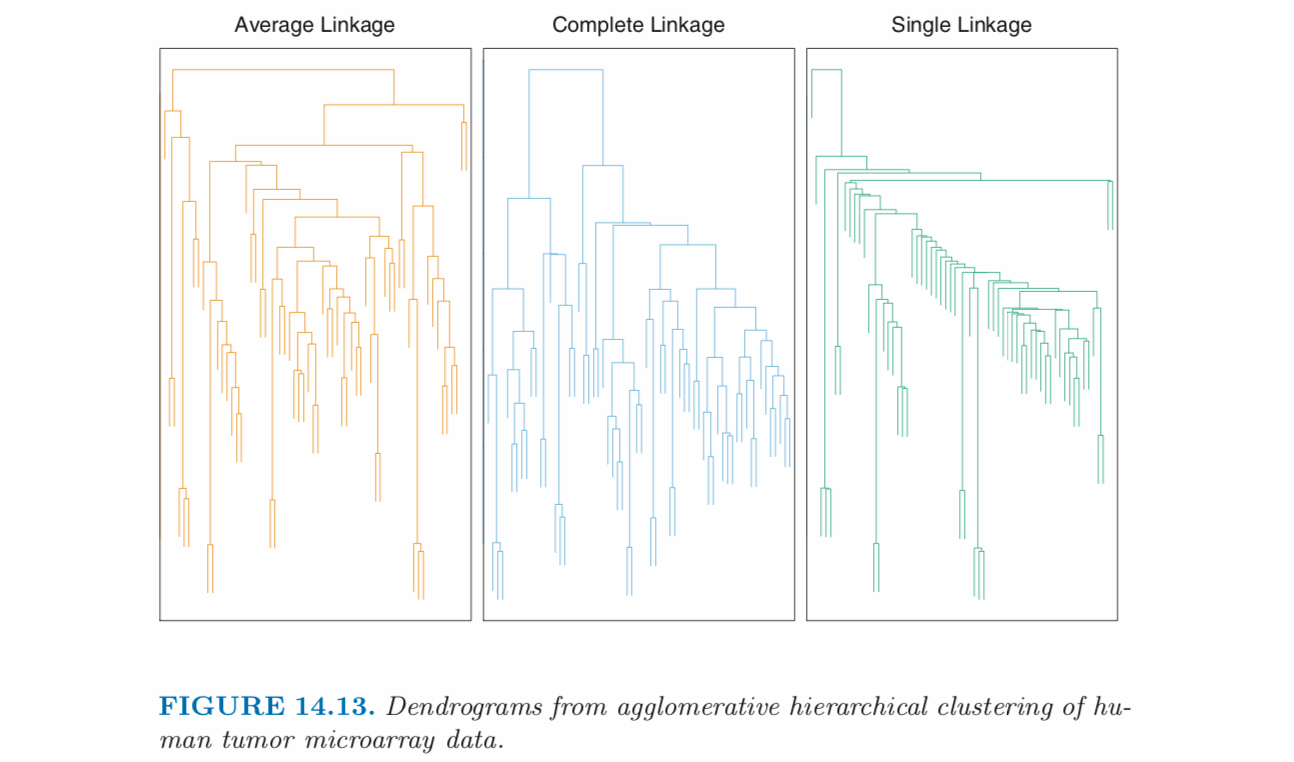 Average Linkage
Complete Linkage
Single Linkage
FIGURE 14.13. Dendrograms from agglomerative hierarchical clustering of hu-
man tumor microarray data.